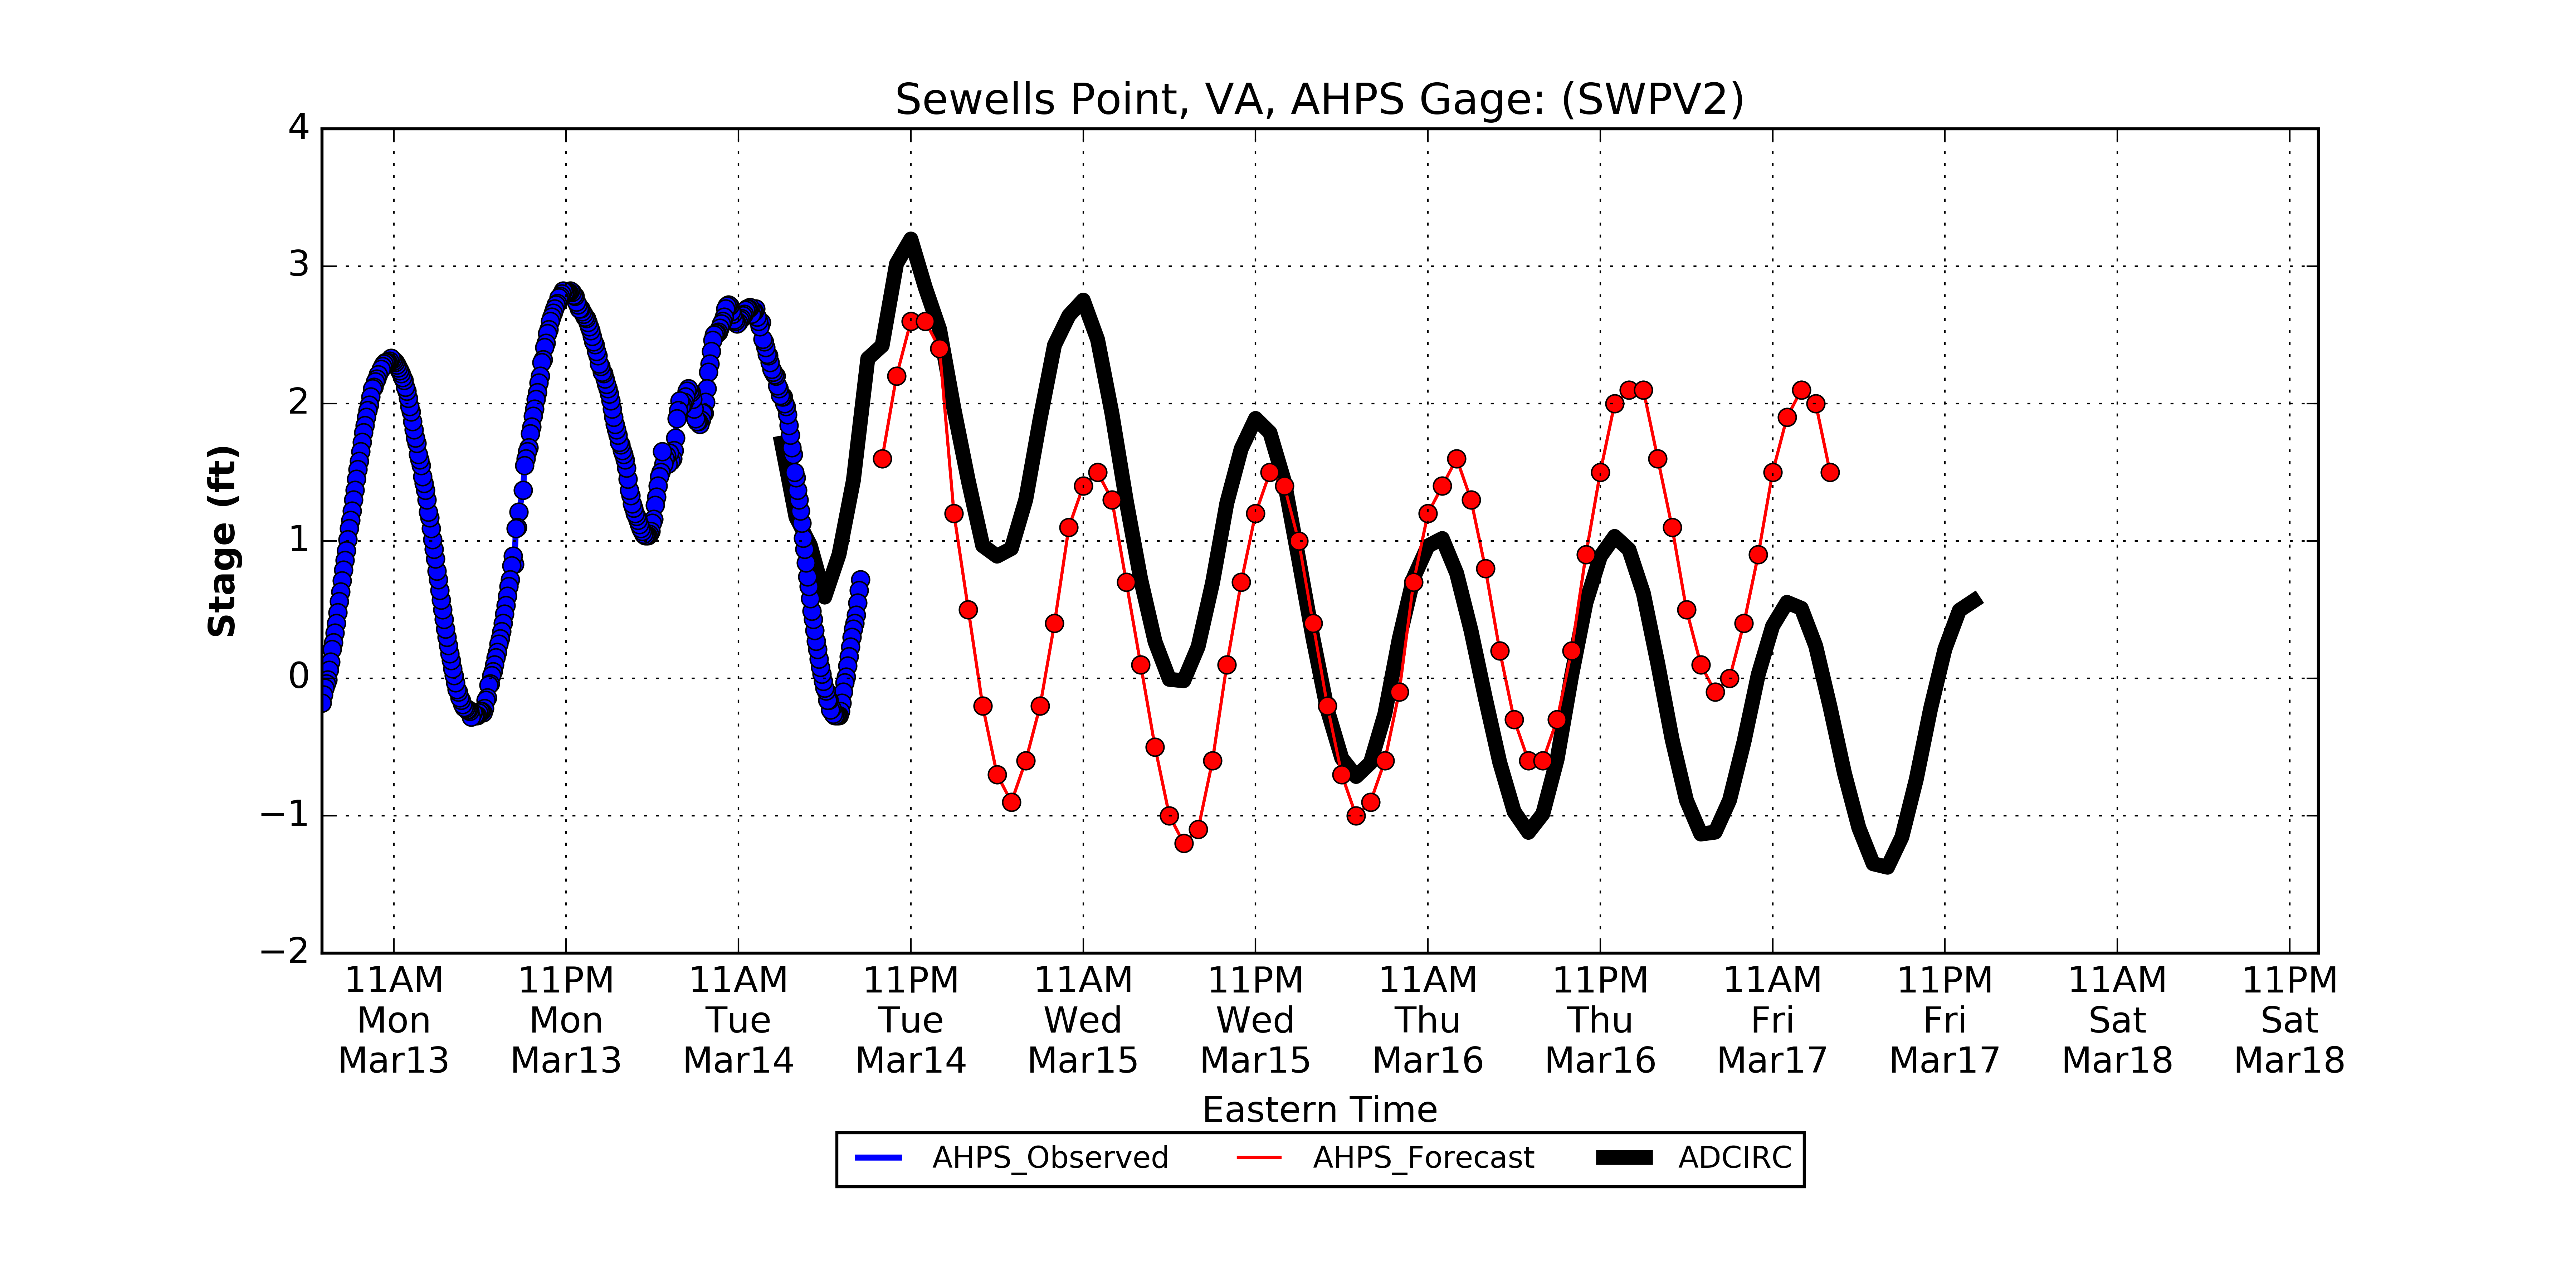 Sewells Point, VA, AHPS Gage: (SWPV2)
Stage (ft)
4
3
2
1
0
−1
−2
11AM Mon Mar13
11PM Mon Mar13
11AM Tue Mar14
11PM Tue Mar14
11AM Wed Mar15
11PM Wed Mar15
11AM Thu Mar16
11PM Thu Mar16
11AM Fri Mar17
11PM Fri Mar17
11AM Sat Mar18
11PM Sat Mar18
Eastern Time
AHPS_Observed AHPS_Forecast ADCIRC